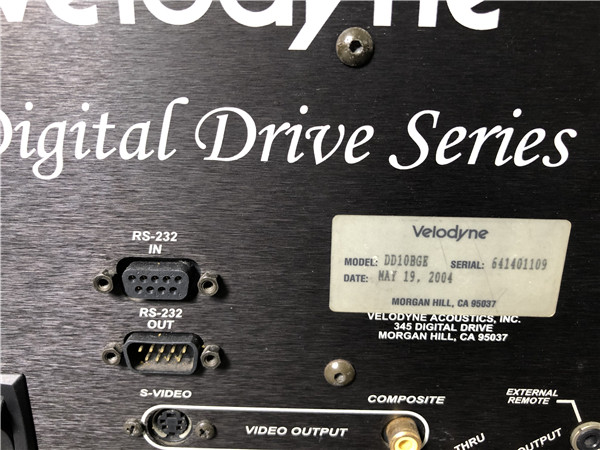 Velodyne
Digital Drive Series
RS-232
IN
Velodyne
MODEL: DD10BGE SERIAL: 641401109
DATE: MAY 19, 2004
MORGAN HILL, CA 95037
VELODYNE ACOUSTICS, INC.
345 DIGITAL DRIVE
MORGAN HILL, CA 95037
RS-232
OUT
S-VIDEO
COMPOSITE
EXTERNAL
REMOTE
VIDEO OUTPUT
THRU
OUTPUT